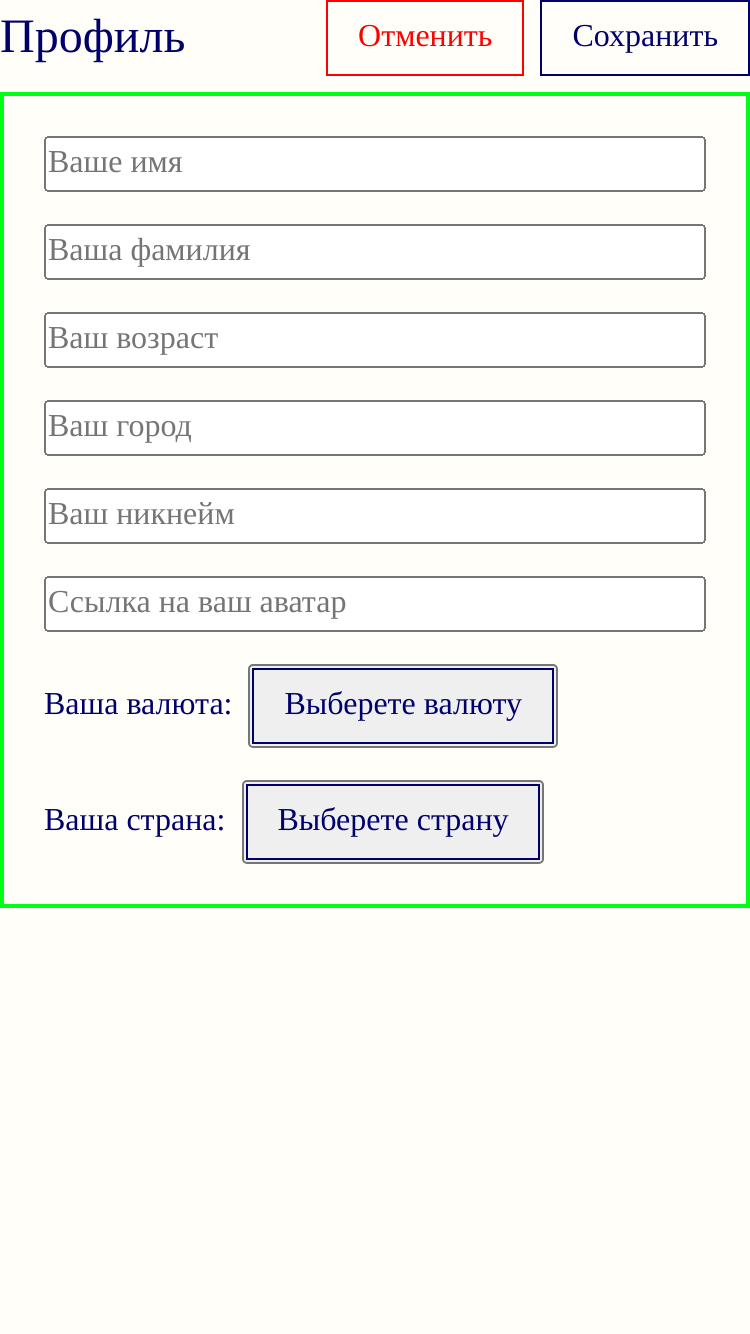 Профиль Отменить Сохранить
Ваше имя
Ваша фамилия
Ваш возраст
Ваш город
Ваш никнейм
Ссылка на ваш аватар
Ваша валюта: Выберете валюту
Ваша страна: Выберете страну